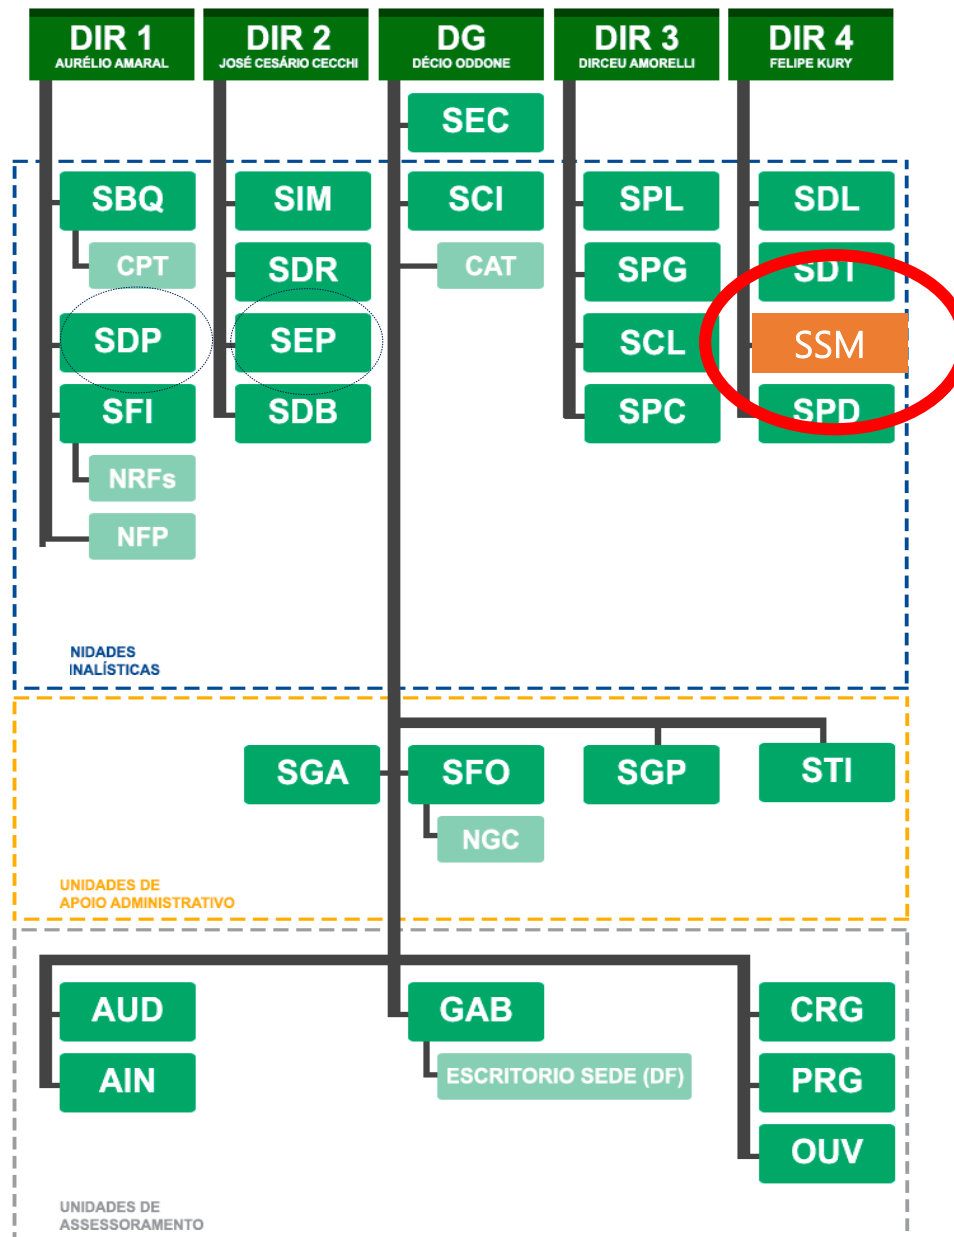 DIR 1
AURÉLIO AMARAL
DIR 2
JOSÉ CESÁRIO CECCHI
DG
DÉCIO ODDONE
DIR 3
DIRCEU AMORELLI
DIR 4
FELIPE KURY
SEC
SBQ
SIM
SCI
SPL
SDL
CPT
SDR
CAT
SPG
SDT
SDP
SEP
SCL
SSM
SFI
SDB
SPC
SPD
NRFs
NFP
NIDADES
INALÍSTICAS
SGA
SFO
SGP
STI
NGC
UNIDADES DE
APOIO ADMINISTRATIVO
AUD
GAB
CRG
AIN
ESCRITORIO SEDE (DF)
PRG
OUV
UNIDADES DE
ASSESSORAMENTO